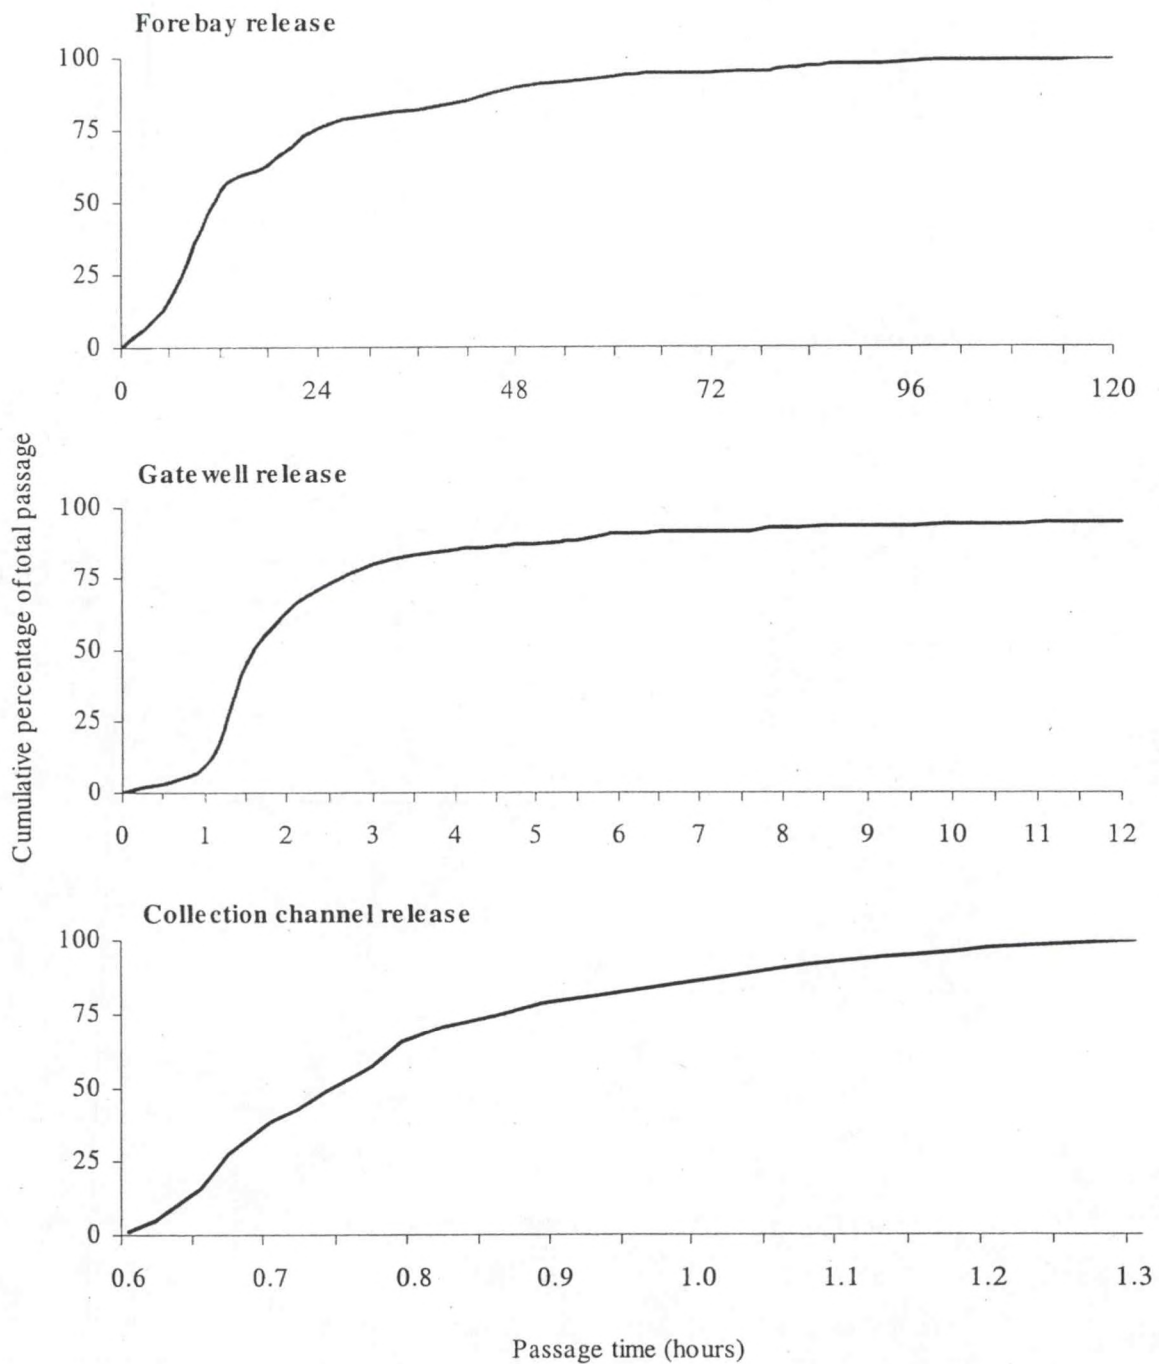 Forebay release
100
75
50
25
0
0 24 48 72 96 120
Cumulative percentage of total passage
Gatewell release
100
75
50
25
0
0 1 2 3 4 5 6 7 8 9 10 11 12
Collection channel release
100
75
50
25
0
0.6 0.7 0.8 0.9 1.0 1.1 1.2 1.3
Passage time (hours)